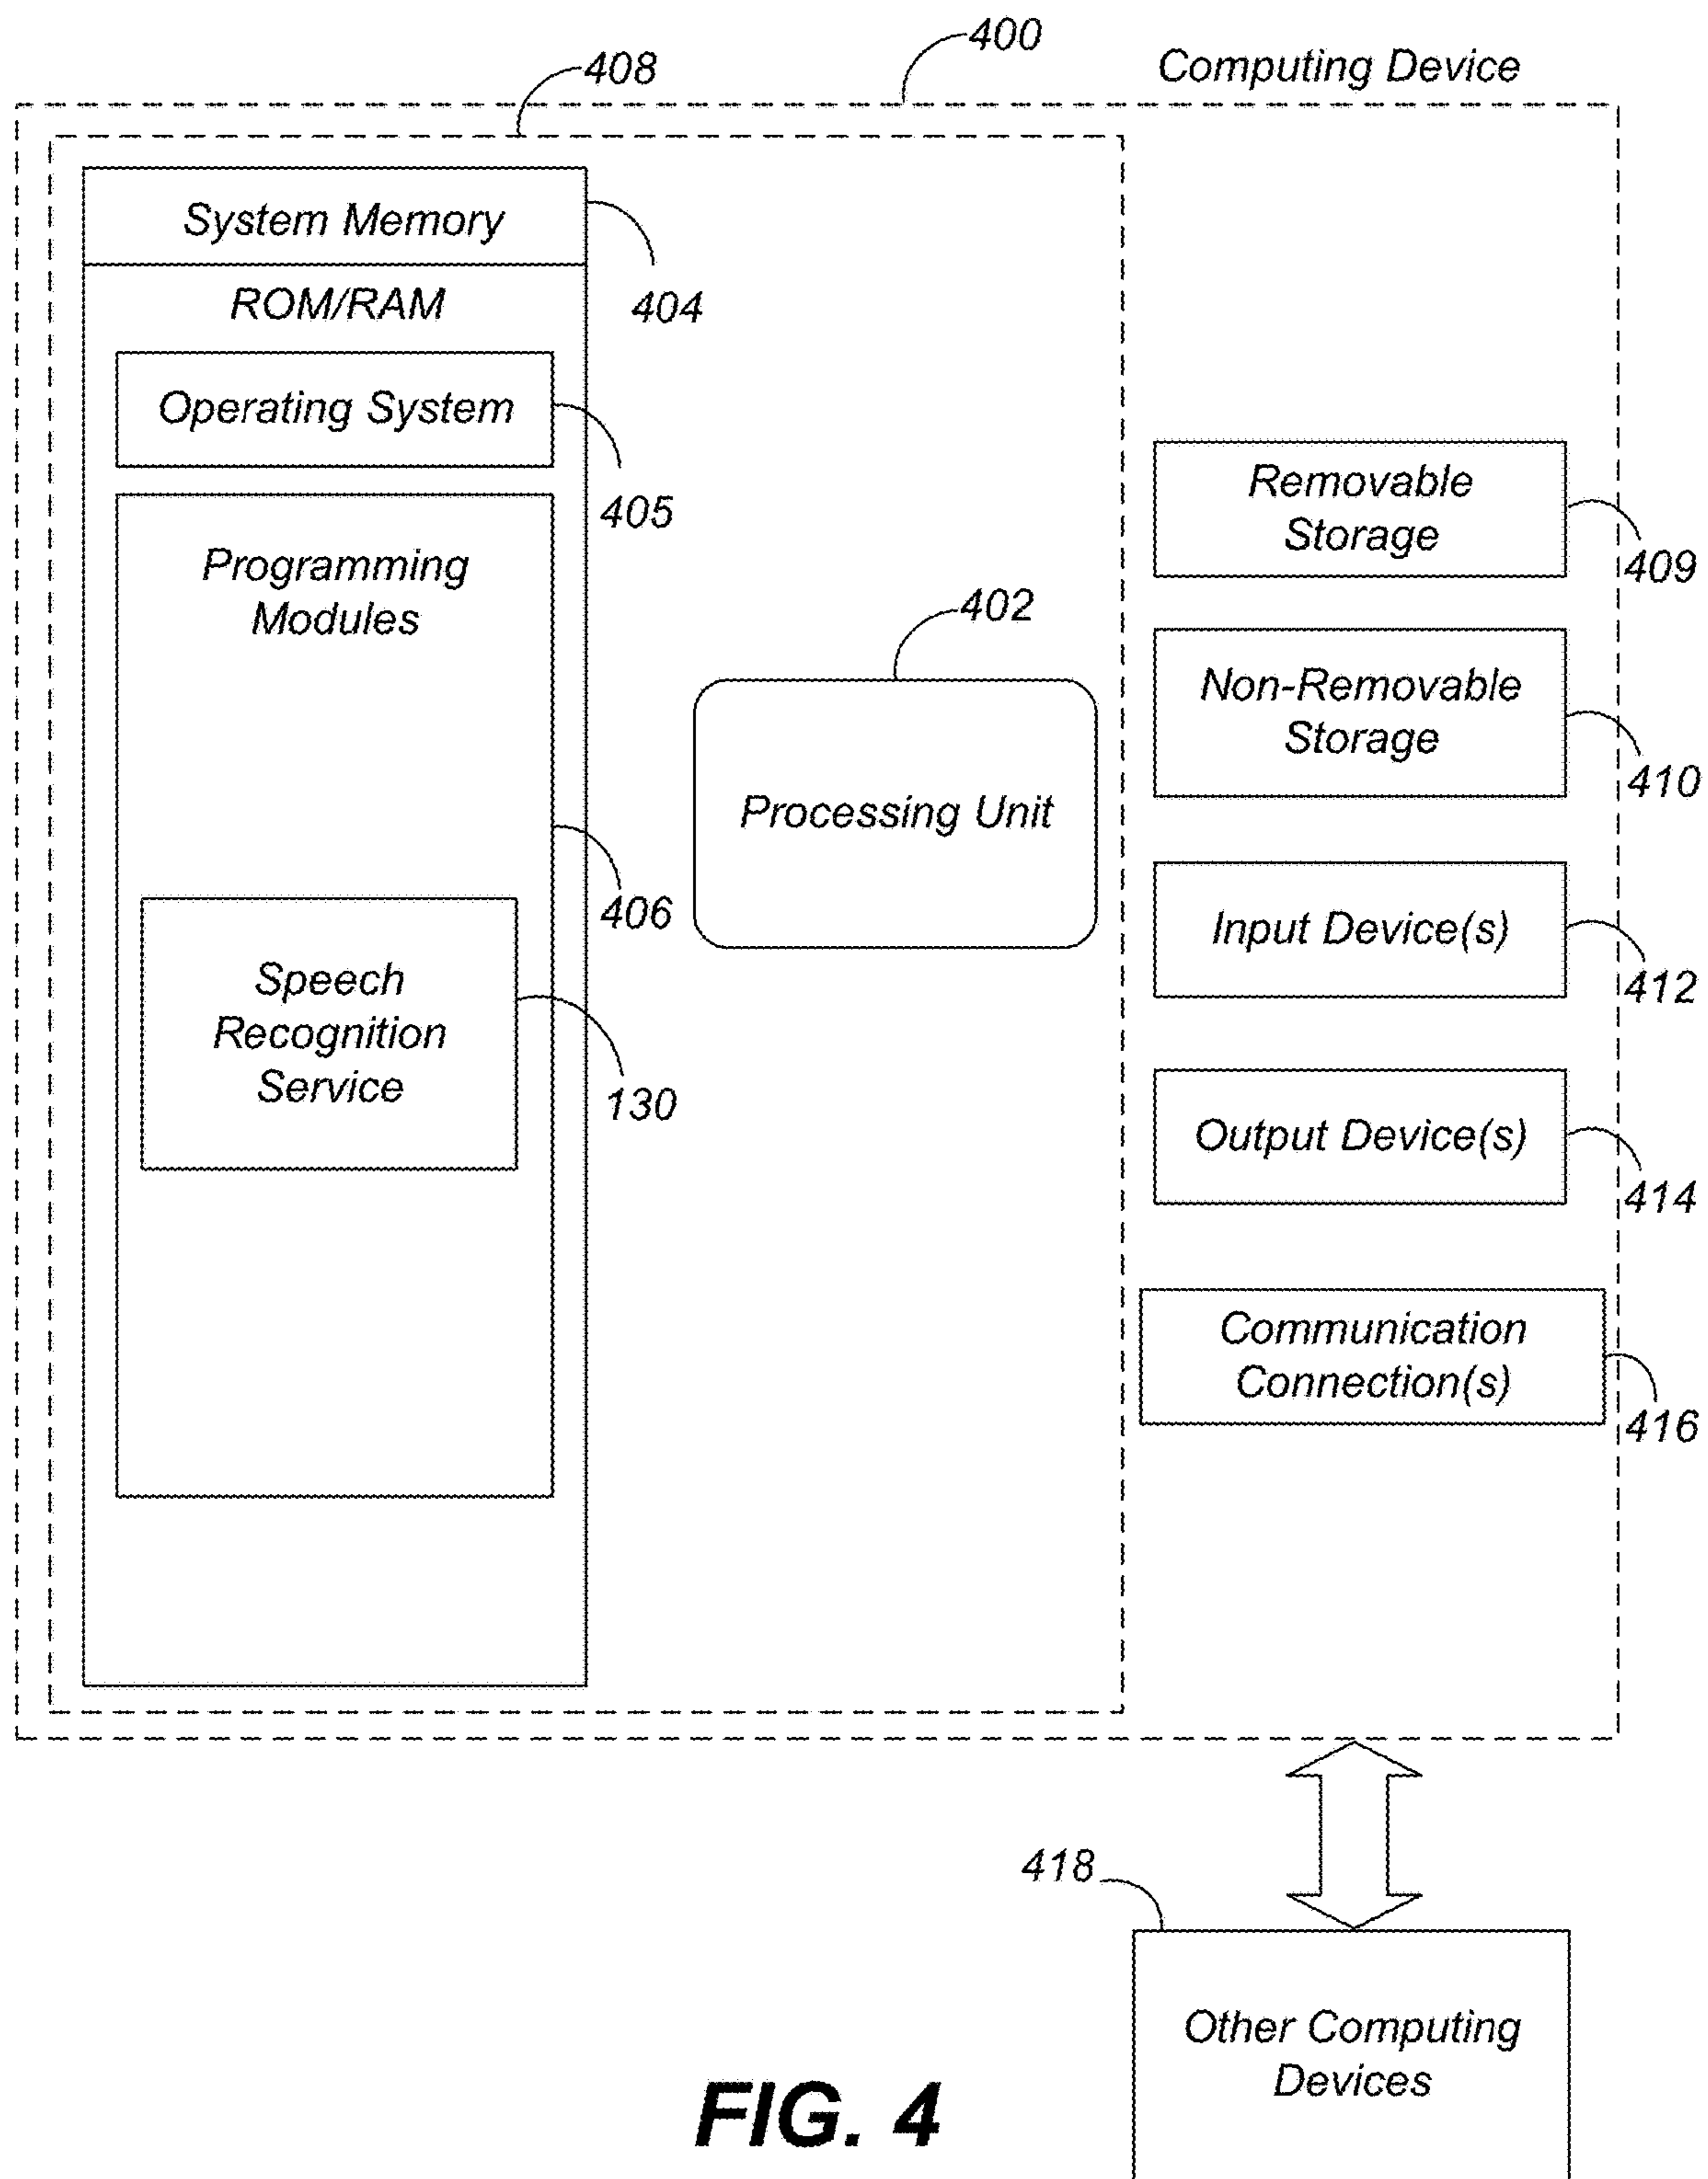 400
Computing Device
408
System Memory
404
ROM/RAM
Operating System
405
Programming
Modules
406
Speech
Recognition
Service
130
402
Processing Unit
Removable
Storage
409
Non-Removable
Storage
410
Input Device(s)
412
Output Device(s)
414
Communication
Connection(s)
416
418
Other Computing
Devices
FIG. 4